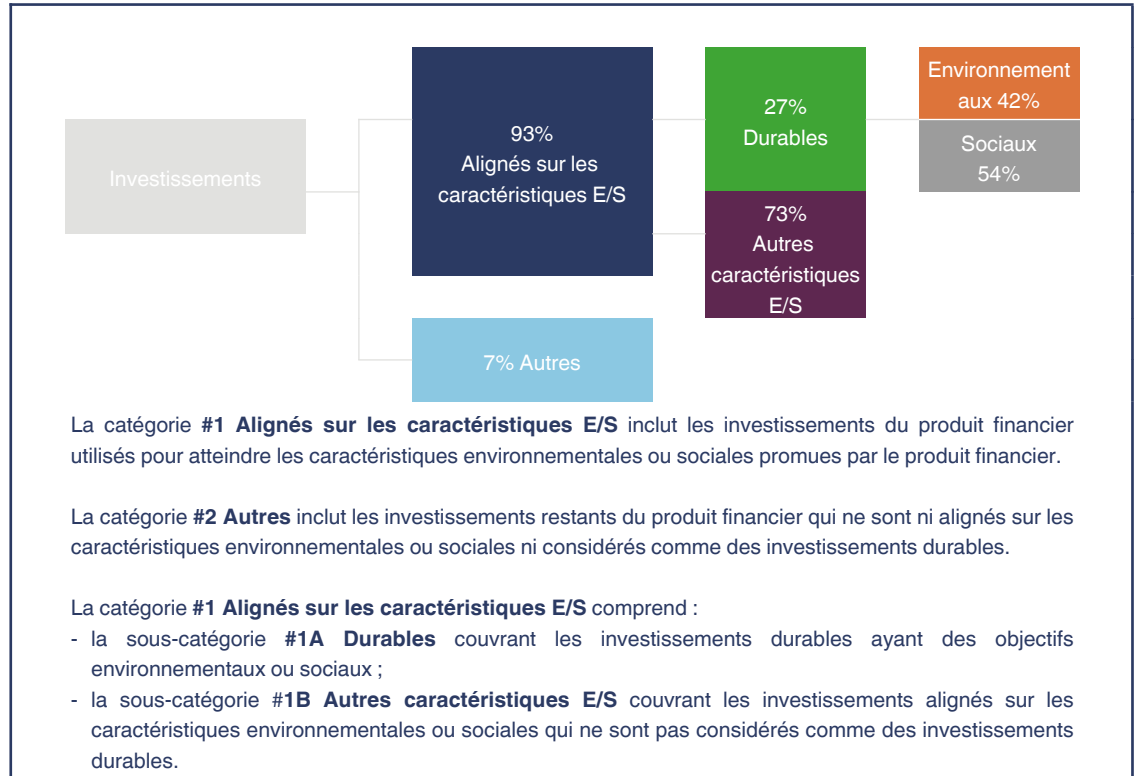 Investissements
93%
Alignés sur les
caractéristiques E/S
7% Autres
27%
Durables
73%
Autres
caractéristiques
E/S
Environnement
aux 42%
Sociaux
54%
La catégorie #1 Alignés sur les caractéristiques E/S inclut les investissements du produit financier
utilisés pour atteindre les caractéristiques environnementales ou sociales promues par le produit financier.
La catégorie #2 Autres inclut les investissements restants du produit financier qui ne sont ni alignés sur les
caractéristiques environnementales ou sociales ni considérés comme des investissements durables.
La catégorie #1 Alignés sur les caractéristiques E/S comprend :
- la sous-catégorie #1A Durables couvrant les investissements durables ayant des objectifs
environnementaux ou sociaux ;
- la sous-catégorie #1B Autres caractéristiques E/S couvrant les investissements alignés sur les
caractéristiques environnementales ou sociales qui ne sont pas considérés comme des investissements
durables.